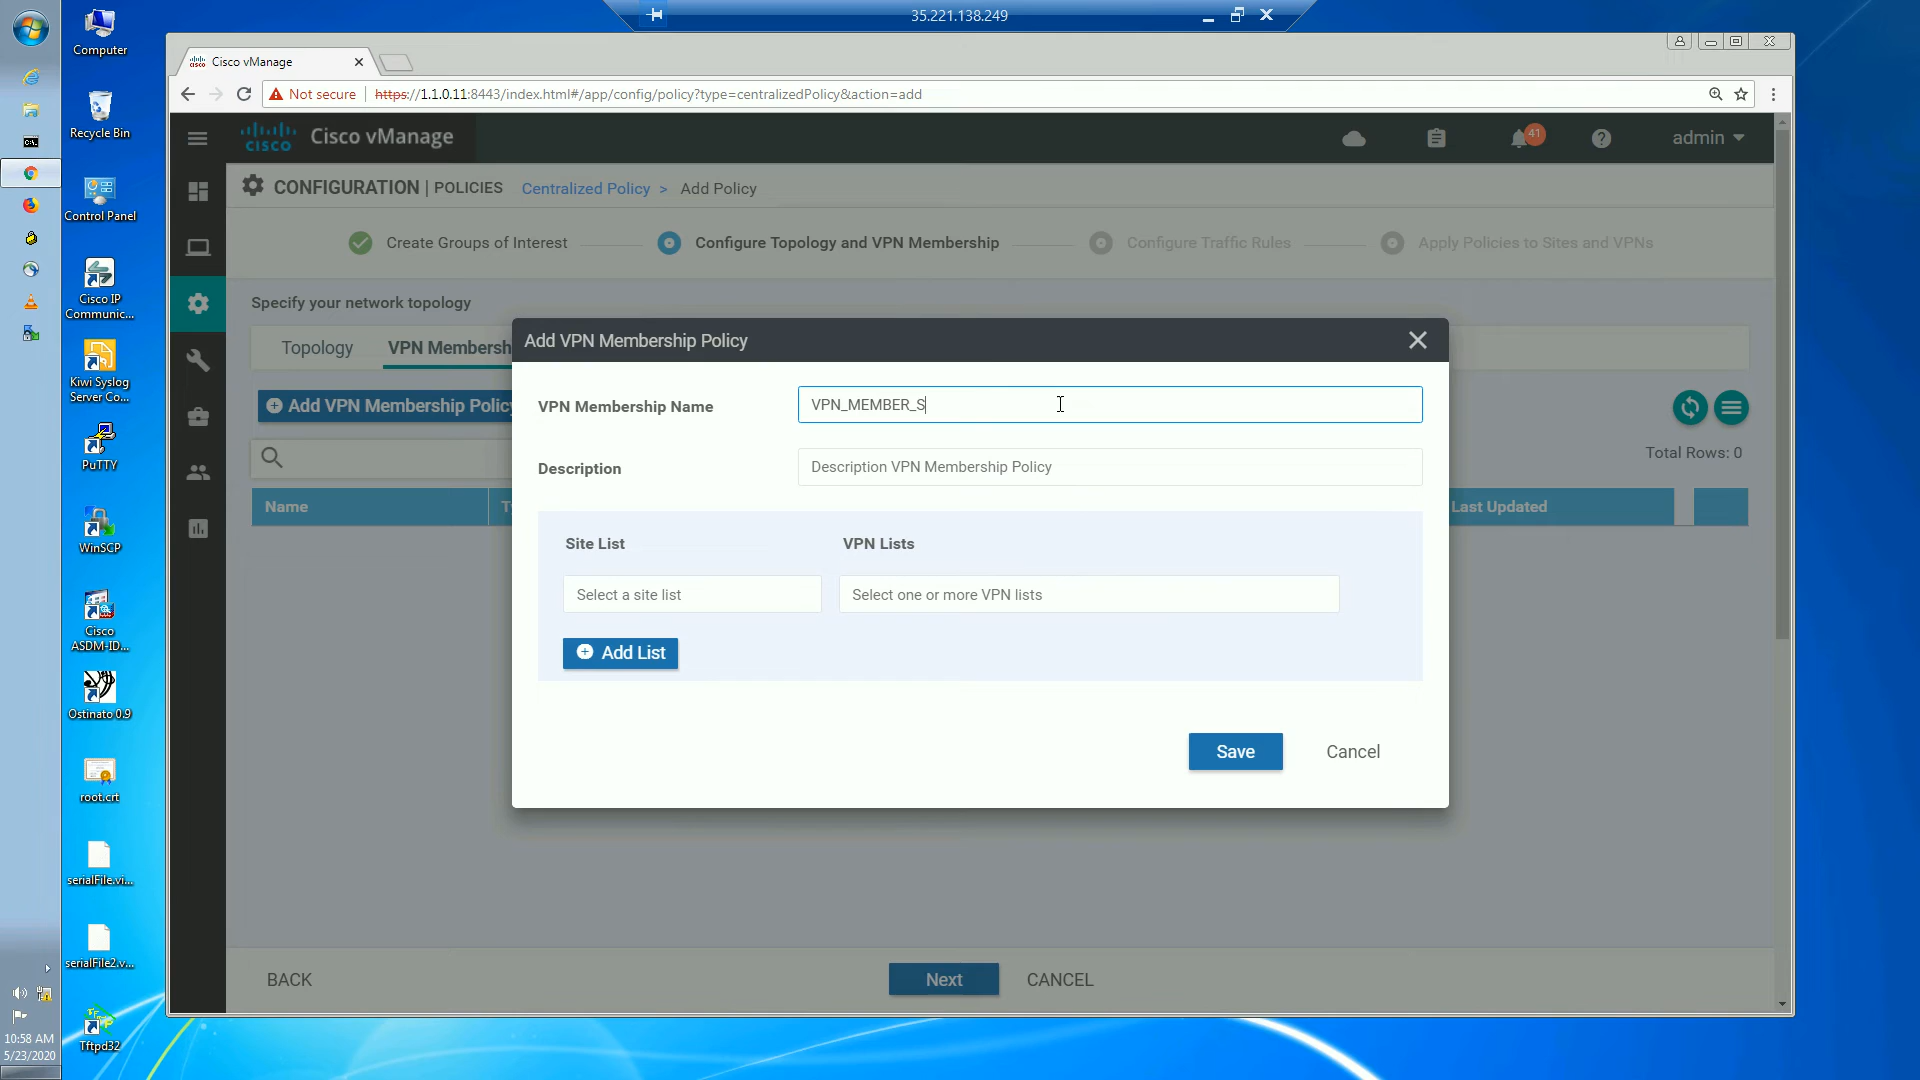 35.221.138.249
Computer
Recycle Bin
Control Panel
Cisco IP
Communic...
Kiwi Syslog
Server Co...
PuTTY
WinSCP
Cisco
ASDM-ID...
Ostinato 0.9
root.crt
serialFile.vi...
serialFile2.v...
Tftpd32
10:58 AM
5/23/2020
Cisco vManage
Not secure | https://1.1.0.11:8443/index.html#/app/config/policy?type=centralizedPolicy&action=add
cisco Cisco vManage
41
admin
CONFIGURATION | POLICIES Centralized Policy > Add Policy
Create Groups of Interest
Configure Topology and VPN Membership
Configure Traffic Rules
Apply Policies to Sites and VPNs
Specify your network topology
Topology
VPN Membersh
Add VPN Membership Policy
Total Rows: 0
Name
Last Updated
Add VPN Membership Policy
VPN Membership Name
VPN_MEMBER_S
Description
Description VPN Membership Policy
Site List
VPN Lists
Select a site list
Select one or more VPN lists
Add List
Save
Cancel
BACK
Next
CANCEL